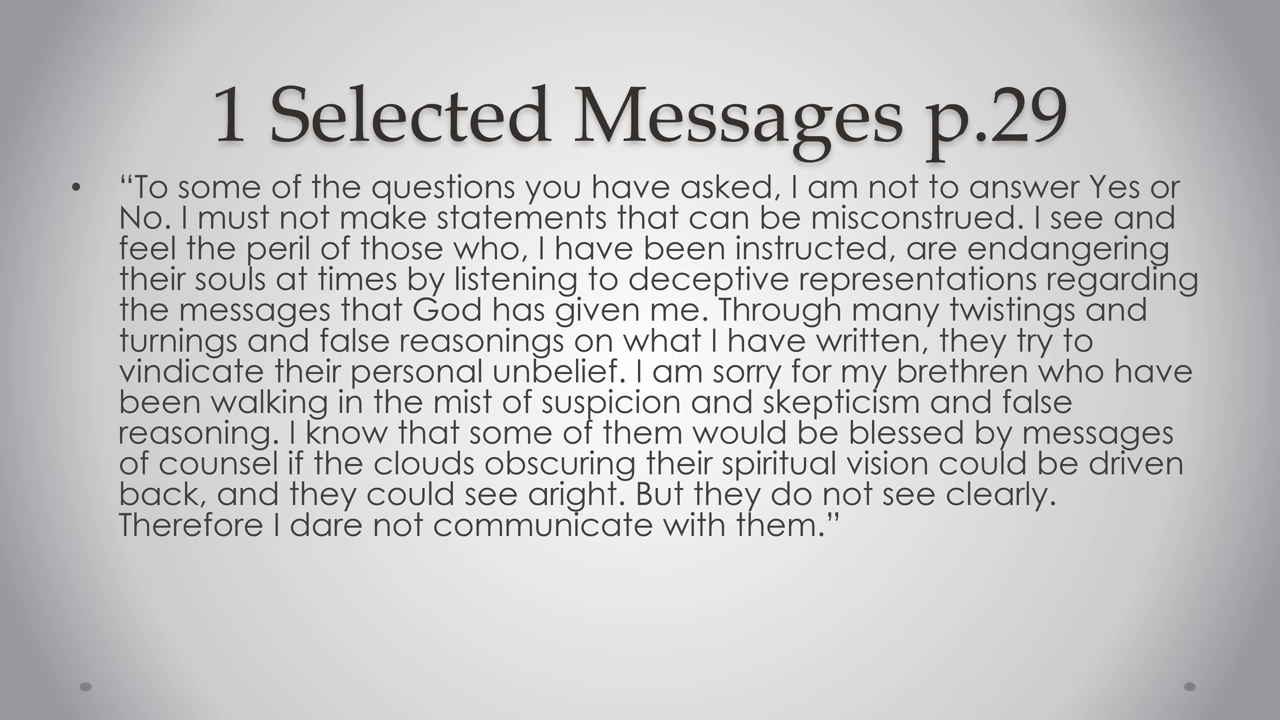 1 Selected Messages p.29
• “To some of the questions you have asked, I am not to answer Yes or
No. I must not make statements that can be misconstrued. I see and
feel the peril of those who, I have been instructed, are endangering
their souls at times by listening to deceptive representations regarding
the messages that God has given me. Through many twistings and
turnings and false reasonings on what I have written, they try to
vindicate their personal unbelief. I am sorry for my brethren who have
been walking in the mist of suspicion and skepticism and false
reasoning. I know that some of them would be blessed by messages
of counsel if the clouds obscuring their spiritual vision could be driven
back, and they could see aright. But they do not see clearly.
Therefore I dare not communicate with them.”